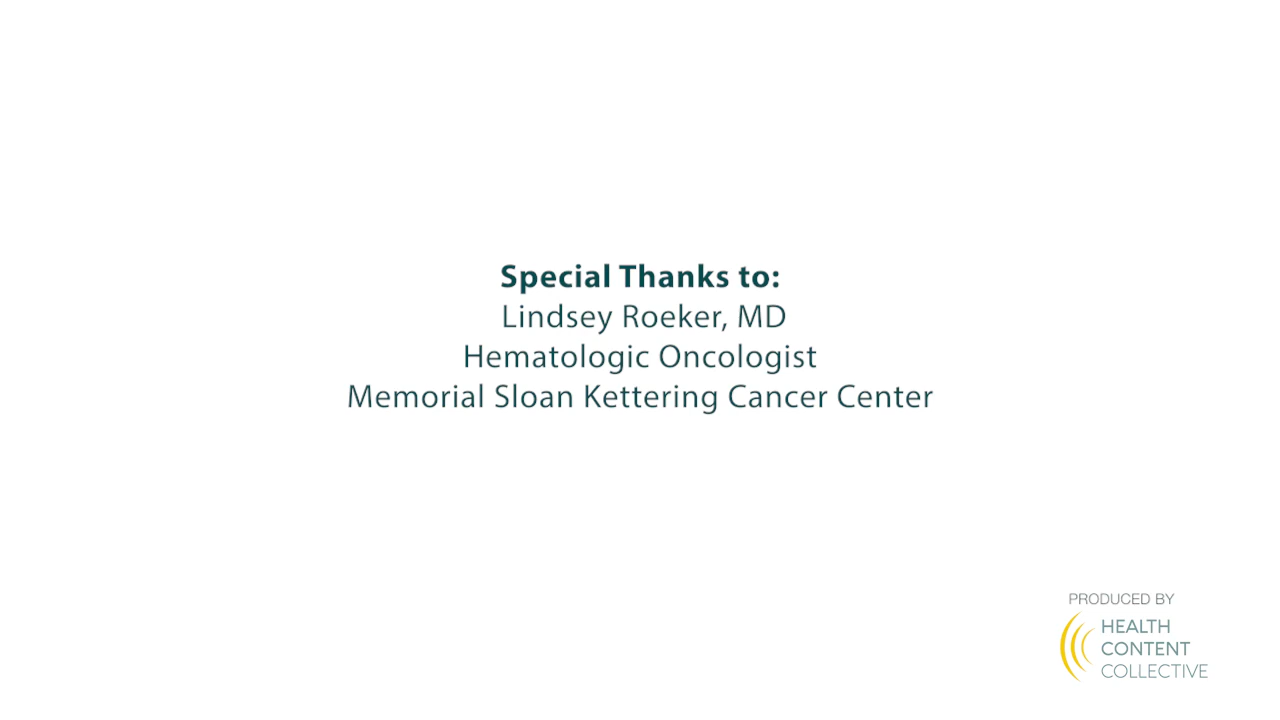 Special Thanks to:
Lindsey Roeker, MD
Hematologic Oncologist
Memorial Sloan Kettering Cancer Center
PRODUCED BY
HEALTH
CONTENT
COLLECTIVE